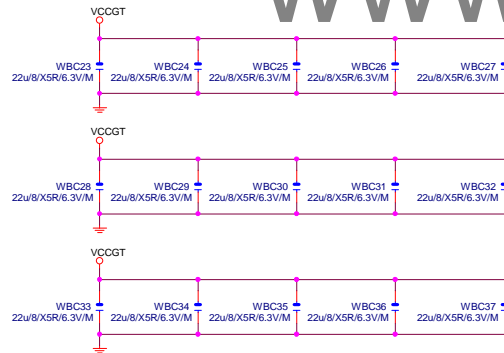 WWW
VCCGT
WBC23 WBC24 WBC25 WBC26 WBC27
22u/8/X5R/6.3V/M 22u/8/X5R/6.3V/M 22u/8/X5R/6.3V/M 22u/8/X5R/6.3V/M 22u/8/X5R/6.3V/M
VCCGT
WBC28 WBC29 WBC30 WBC31 WBC32
22u/8/X5R/6.3V/M 22u/8/X5R/6.3V/M 22u/8/X5R/6.3V/M 22u/8/X5R/6.3V/M 22u/8/X5R/6.3V/M
VCCGT
WBC33 WBC34 WBC35 WBC36 WBC37
22u/8/X5R/6.3V/M 22u/8/X5R/6.3V/M 22u/8/X5R/6.3V/M 22u/8/X5R/6.3V/M 22u/8/X5R/6.3V/M